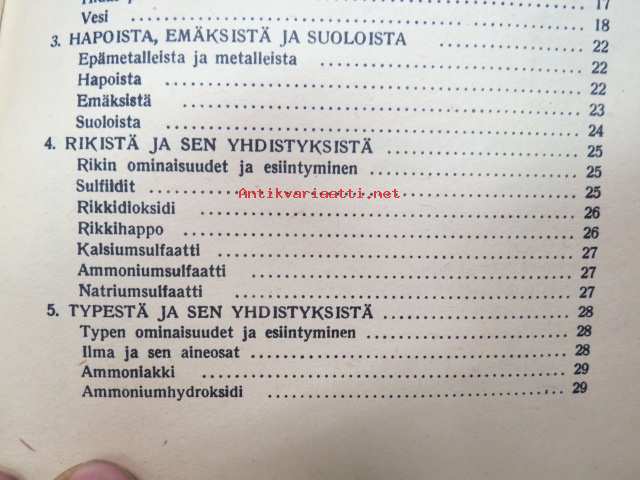 17
Vesi ........ 18
3. HAPOISTA, EMÄKSISTÄ JA SUOLOISTA ........ 22
Epämetalleista ja metalleista ........ 22
Hapoista ........ 22
Emäksistä ........ 23
Suoloista ........ 24
4. RIKISTÄ JA SEN YHDISTYKSISTÄ ........ 25
Rikin ominaisuudet ja esiintyminen ........ 25
Sulfidit ........ 25
Antikvariaatti.net
Rikkidioksidi ........ 26
Rikkihappo ........ 26
Kalsiumsulfaatti ........ 27
Ammoniumsulfaatti ........ 27
Natriumsulfaatti ........ 27
5. TYPESTÄ JA SEN YHDISTYKSISTÄ ........ 28
Typen ominaisuudet ja esiintyminen ........ 28
Ilma ja sen aineosat ........ 28
Ammoniakki ........ 29
Ammoniumhydroksidi ........ 29